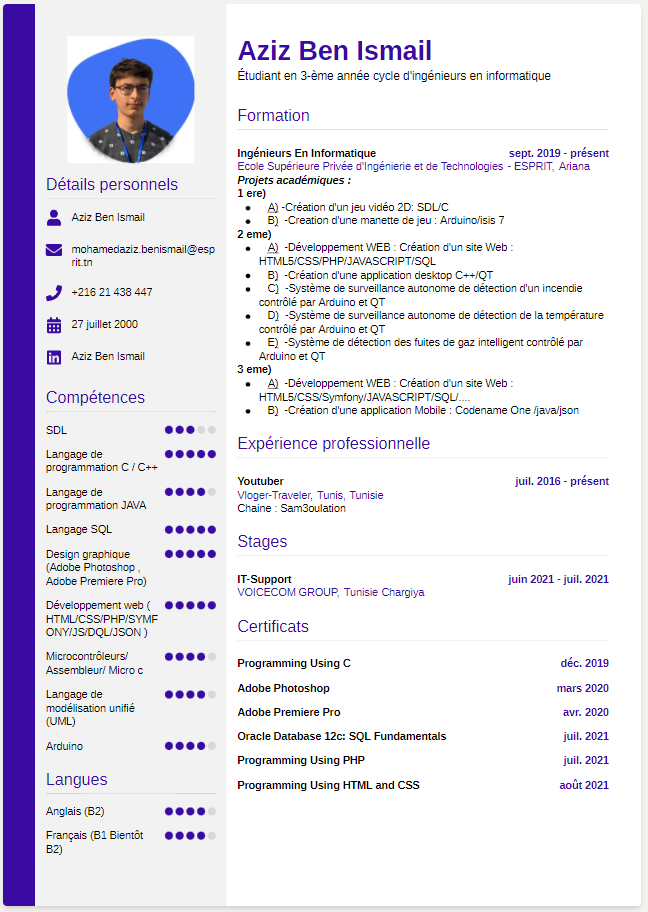 Détails personnels
Aziz Ben Ismail
mohamedaziz.benismail@esp
rit.tn
+216 21 438 447
27 juillet 2000
Aziz Ben Ismail
Compétences
SDL
Langage de
programmation C / C++
Langage de
programmation JAVA
Langage SQL
Design graphique
(Adobe Photoshop ,
Adobe Premiere Pro)
Développement web (
HTML/CSS/PHP/SYMF
ONY/JS/DQL/JSON )
Microcontrôleurs/
Assembleur/ Micro c
Langage de
modélisation unifié
(UML)
Arduino
Langues
Anglais (B2)
Français (B1 Bientôt
B2)
Aziz Ben Ismail
Étudiant en 3-ème année cycle d'ingénieurs en informatique
Formation
Ingénieurs En Informatique sept. 2019 - présent
Ecole Supérieure Privée d'Ingénierie et de Technologies - ESPRIT, Ariana
Projets académiques :
1 ere)
● A) -Création d'un jeu vidéo 2D: SDL/C
● B) -Creation d'une manette de jeu : Arduino/isis 7
2 eme)
● A) -Développement WEB : Création d'un site Web :
HTML5/CSS/PHP/JAVASCRIPT/SQL
● B) -Création d'une application desktop C++/QT
● C) -Système de surveillance autonome de détection d'un incendie
contrôlé par Arduino et QT
● D) -Système de surveillance autonome de détection de la température
contrôlé par Arduino et QT
● E) -Système de détection des fuites de gaz intelligent contrôlé par
Arduino et QT
3 eme)
● A) -Développement WEB : Création d'un site Web :
HTML5/CSS/Symfony/JAVASCRIPT/SQL/....
● B) -Création d'une application Mobile : Codename One /java/json
Expérience professionnelle
Youtuber juil. 2016 - présent
Vloger-Traveler, Tunis, Tunisie
Chaine : Sam3oulation
Stages
IT-Support juin 2021 - juil. 2021
VOICECOM GROUP, Tunisie Chargiya
Certificats
Programming Using C déc. 2019
Adobe Photoshop mars 2020
Adobe Premiere Pro avr. 2020
Oracle Database 12c: SQL Fundamentals juil. 2021
Programming Using PHP juil. 2021
Programming Using HTML and CSS août 2021